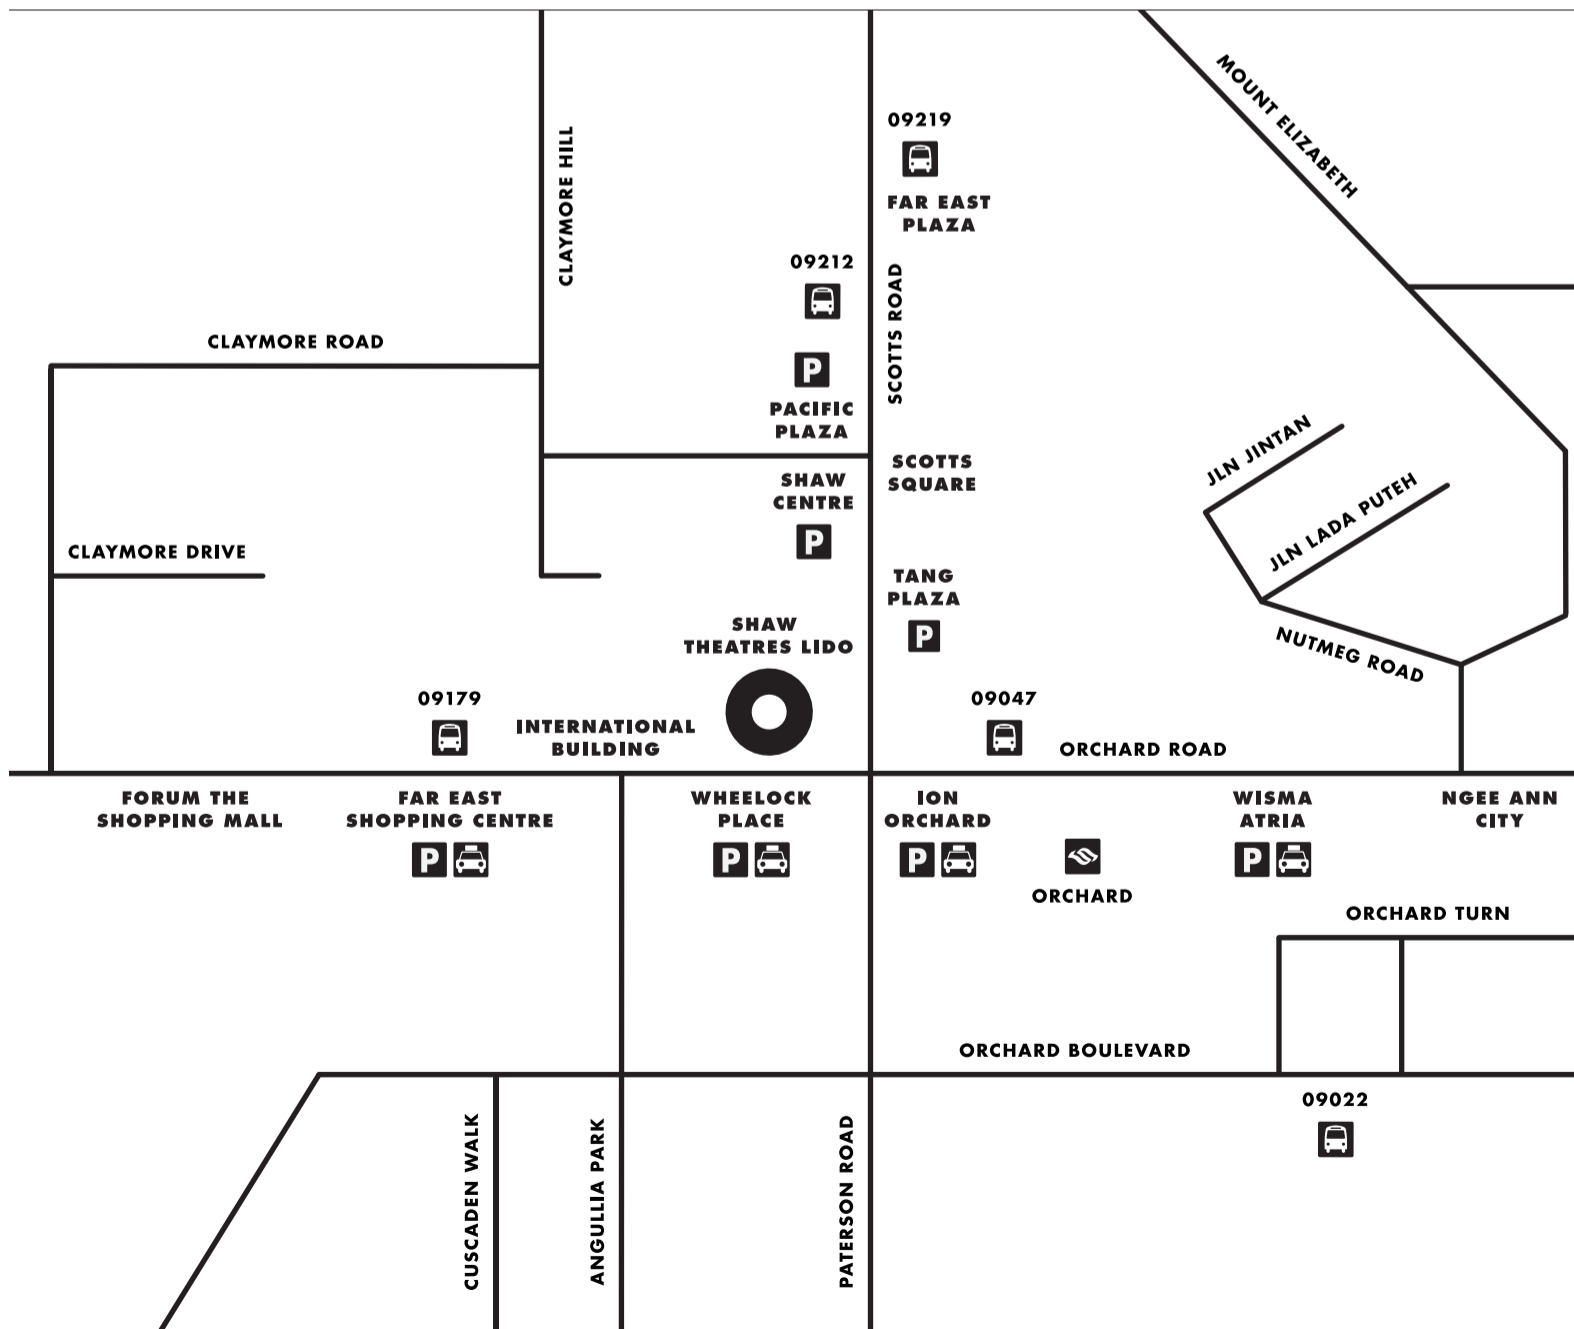 MOUNT ELIZABETH
09219
FAR EAST
PLAZA
CLAYMORE HILL
09212
SCOTTS ROAD
CLAYMORE ROAD
P
PACIFIC
PLAZA
JLN JINTAN
SCOTTS
SQUARE
SHAW
CENTRE
P
JLN LADA PUTEH
CLAYMORE DRIVE
TANG
PLAZA
P
SHAW
THEATRES LIDO
NUTMEG ROAD
09179
INTERNATIONAL
BUILDING
09047
ORCHARD ROAD
FORUM THE
SHOPPING MALL
FAR EAST
SHOPPING CENTRE
P
WHEELOCK
PLACE
P
ION
ORCHARD
P
ORCHARD
WISMA
ATRIA
P
NGEE ANN
CITY
ORCHARD TURN
ORCHARD BOULEVARD
09022
CUSCADEN WALK
ANGULLIA PARK
PATERSON ROAD